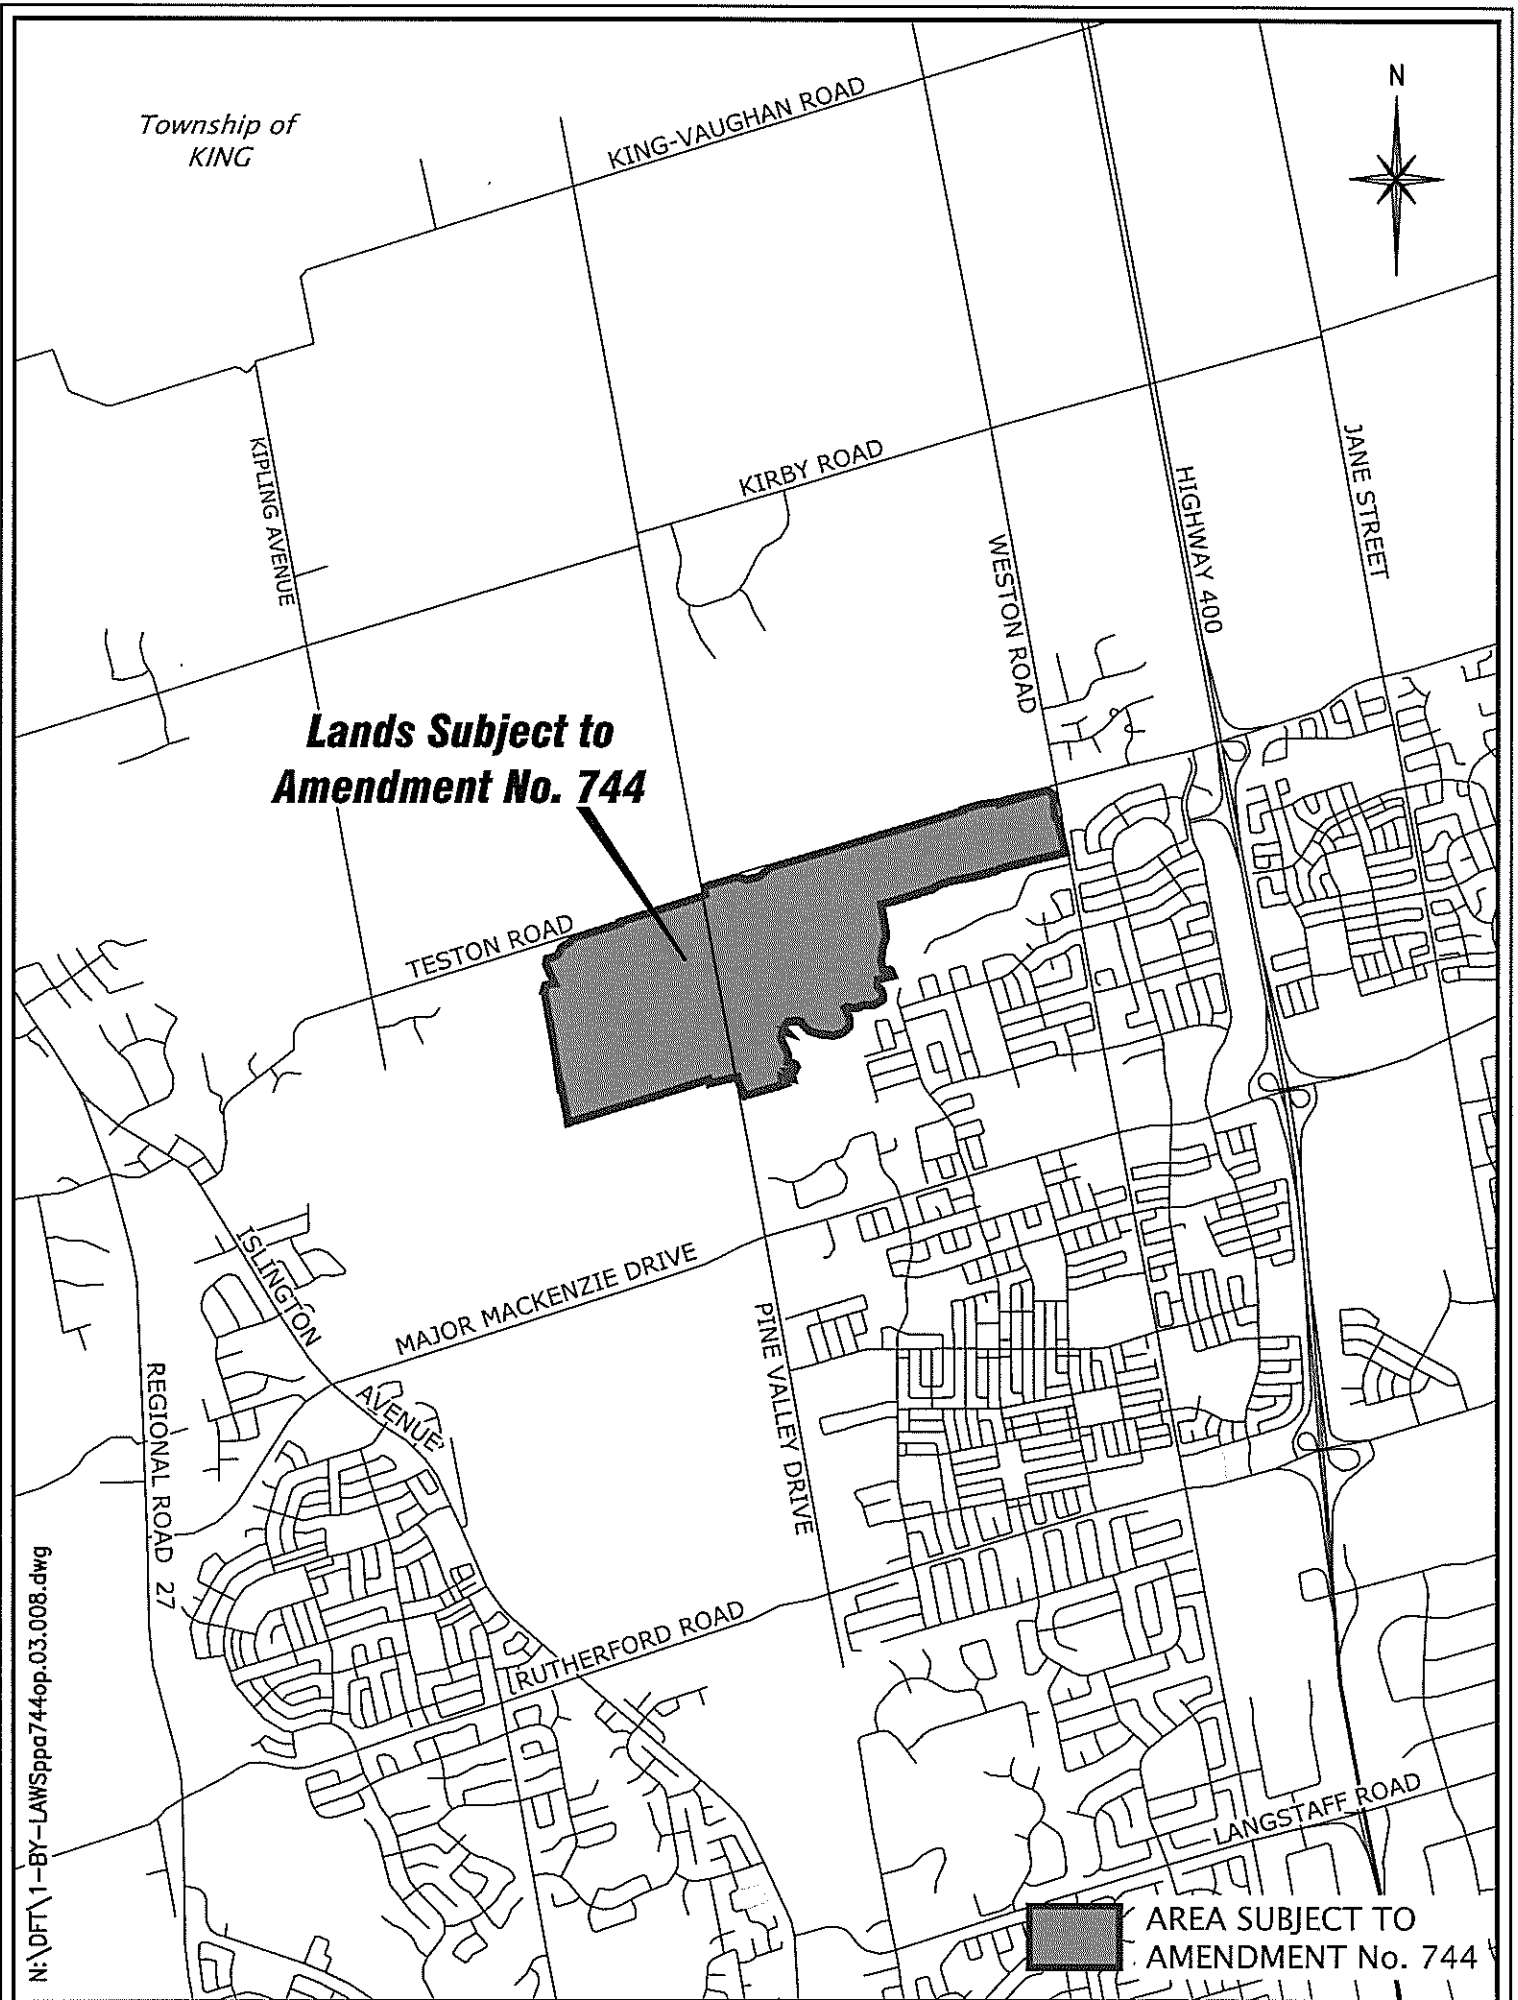 N
Township of
KING
KING-VAUGHAN ROAD
KIPLING AVENUE
KIRBY ROAD
WESTON ROAD
HIGHWAY 400
JANE STREET
Lands Subject to
Amendment No. 744
TESTON ROAD
ISLINGTON
AVENUE
MAJOR MACKENZIE DRIVE
PINE VALLEY DRIVE
REGIONAL ROAD 27
RUTHERFORD ROAD
LANGSTAFF ROAD
AREA SUBJECT TO
AMENDMENT No. 744
N:\DFT\1-BY-LAWSppa744op.03.008.dwg